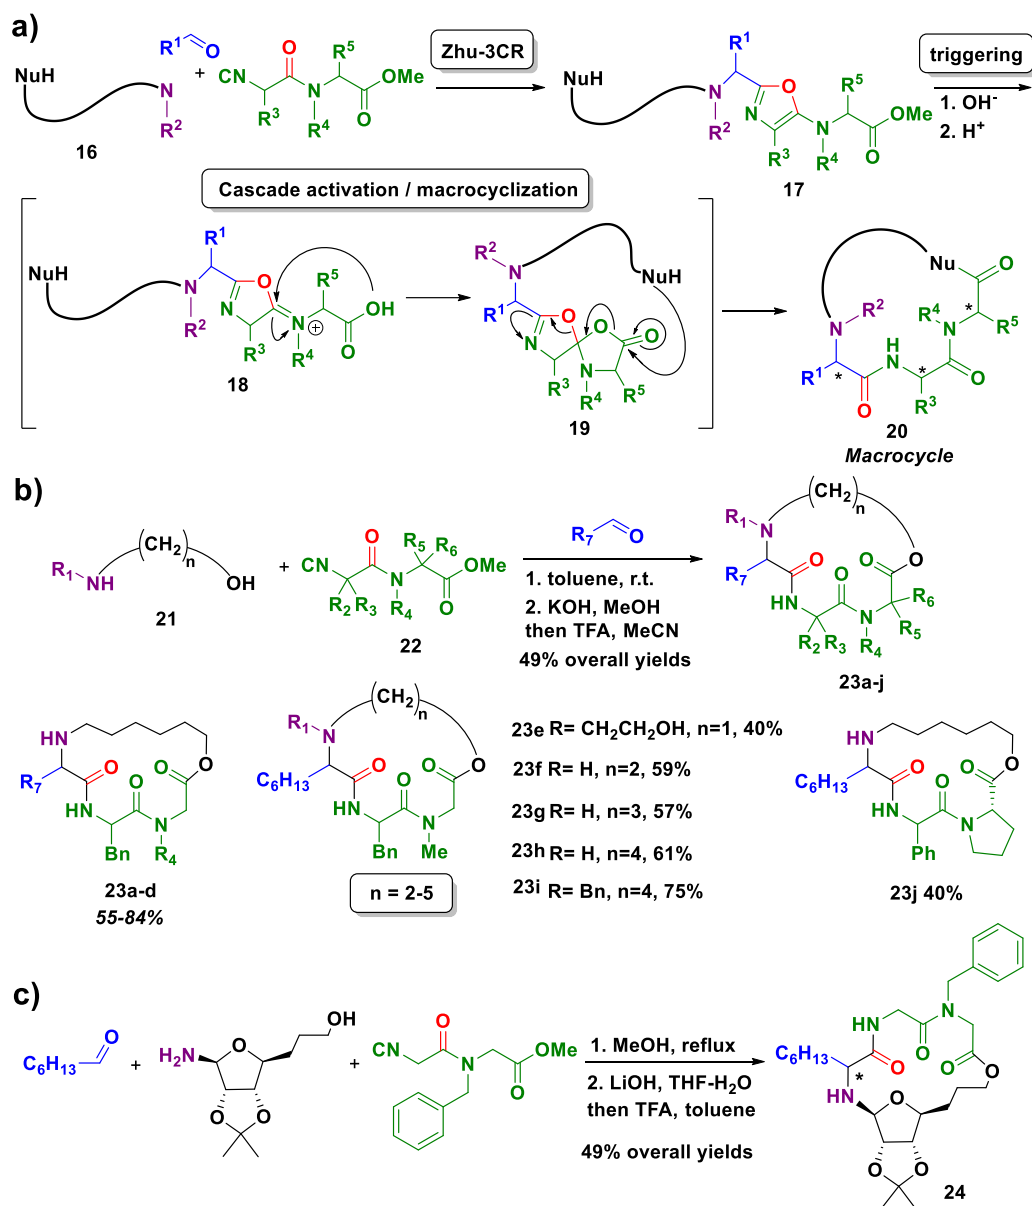 a)
R¹ O
NuH N R² 16
+
CN O R³ N R⁴ R⁵ OMe O
Zhu-3CR
NuH N R² R¹ O N R³ N R⁴ R⁵ OMe O 17
triggering
1. OH⁻
2. H⁺
Cascade activation / macrocyclization
NuH N R² R¹ O N R³ N ⊕ R⁴ R⁵ OH O
18
R² N NuH R¹ O N O O R³ N R⁴ R⁵
19
Nu O N R² R⁴ N R⁵ * HN R¹ * O * R³ O
20
Macrocycle
b)
R₁ NH (CH₂)n OH
21
+
CN O R₂ R₃ N R₄ R₅ R₆ OMe O
22
R₇ O
1. toluene, r.t.
2. KOH, MeOH
then TFA, MeCN
49% overall yields
R₁ N (CH₂)n O R₇ O O O HN R₂ R₃ N R₄ R₆ R₅
23a-j
HN R₇ O O O O HN N Bn R₄
23a-d
55-84%
R₁ N (CH₂)n C₆H₁₃ O O O O HN N Bn Me
n = 2-5
23e R= CH₂CH₂OH, n=1, 40%
23f R= H, n=2, 59%
23g R= H, n=3, 57%
23h R= H, n=4, 61%
23i R= Bn, n=4, 75%
HN C₆H₁₃ O O O O HN N Ph
23j 40%
c)
C₆H₁₃ O
+
H₂N O OH O O
+
CN O N OMe O
1. MeOH, reflux
2. LiOH, THF-H₂O
then TFA, toluene
49% overall yields
HN N C₆H₁₃ O O O O * HN O O O
24